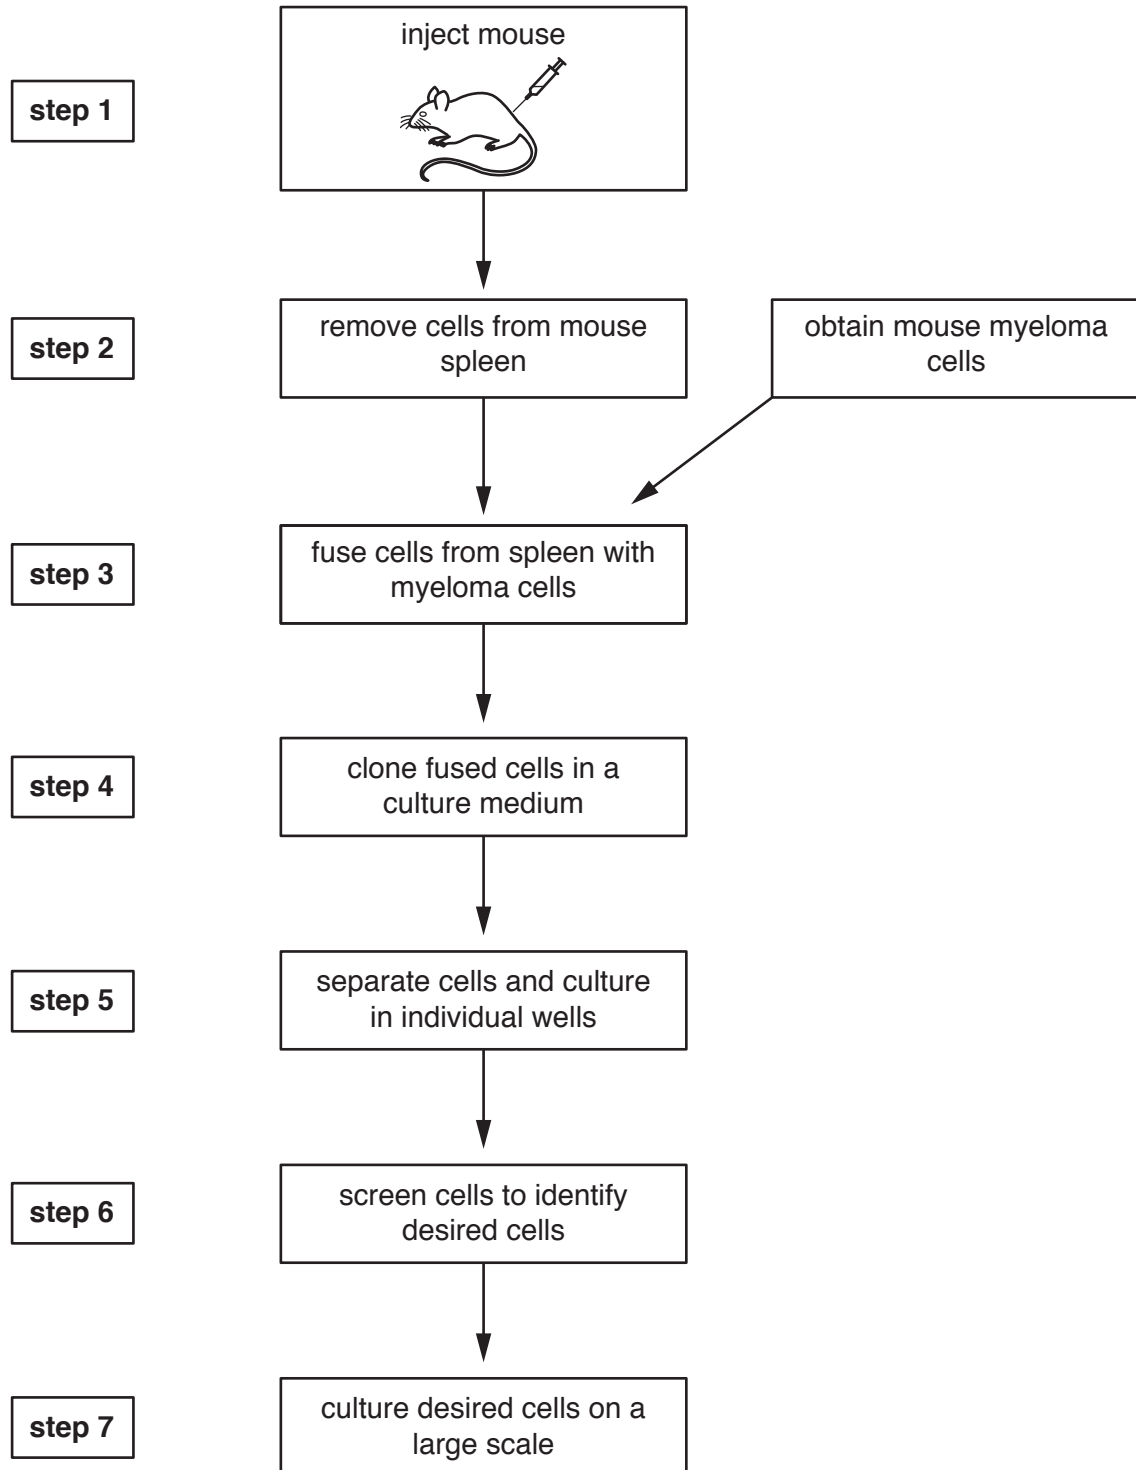 inject mouse
step 1
step 2
remove cells from mouse
spleen
obtain mouse myeloma
cells
step 3
fuse cells from spleen with
myeloma cells
step 4
clone fused cells in a
culture medium
step 5
separate cells and culture
in individual wells
step 6
screen cells to identify
desired cells
step 7
culture desired cells on a
large scale